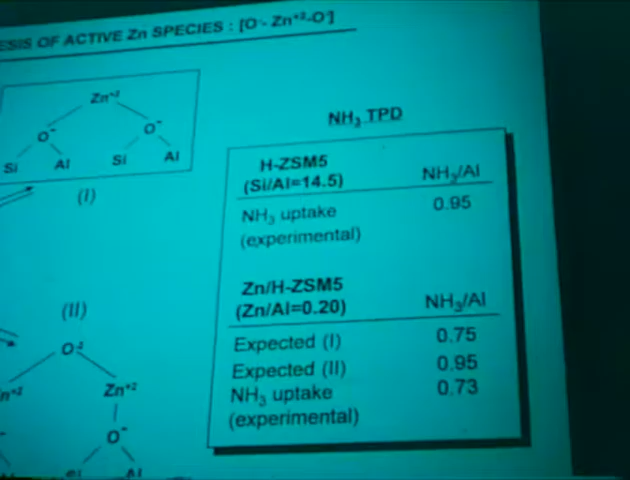 ESIS OF ACTIVE Zn SPECIES : [O⁻- Zn⁺²-O⁻]
Zn⁺²
O⁻ O⁻
Si Al Si Al
(I)
NH₃ TPD
H-ZSM5
(Si/Al=14.5) NH₃/Al
NH₃ uptake 0.95
(experimental)
Zn/H-ZSM5
(Zn/Al=0.20) NH₃/Al
Expected (I) 0.75
Expected (II) 0.95
NH₃ uptake 0.73
(experimental)
(II)
O⁻²
n⁺² Zn⁺²
O⁻
Al